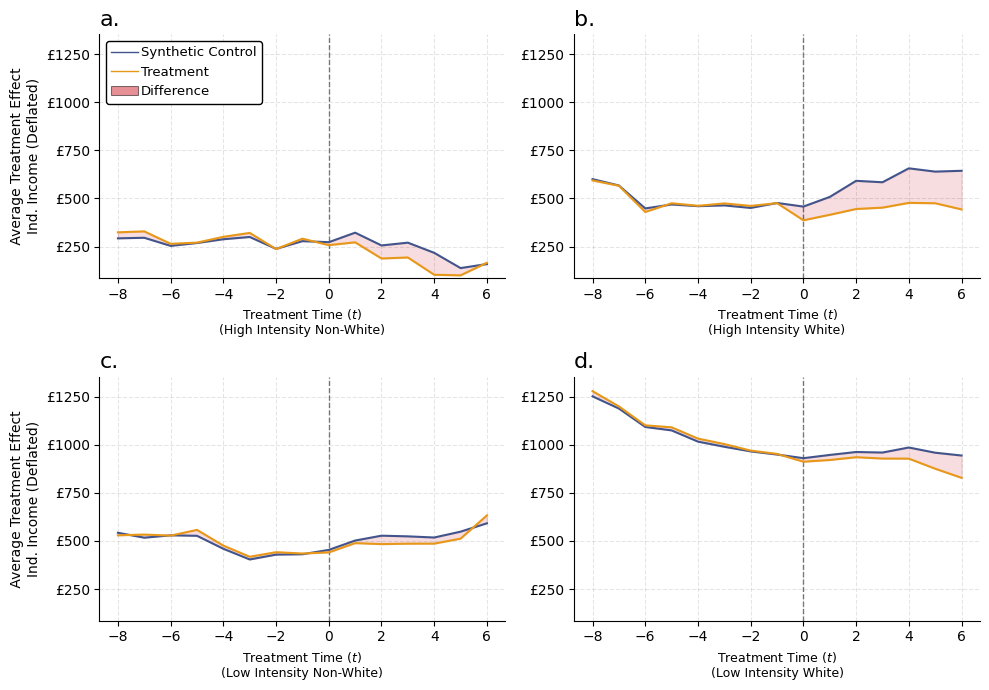 a.
Average Treatment Effect
Ind. Income (Deflated)
£1250
£1000
£750
£500
£250
Synthetic Control
Treatment
Difference
−8 −6 −4 −2 0 2 4 6
Treatment Time (t)
(High Intensity Non-White)
b.
£1250
£1000
£750
£500
£250
−8 −6 −4 −2 0 2 4 6
Treatment Time (t)
(High Intensity White)
c.
Average Treatment Effect
Ind. Income (Deflated)
£1250
£1000
£750
£500
£250
−8 −6 −4 −2 0 2 4 6
Treatment Time (t)
(Low Intensity Non-White)
d.
£1250
£1000
£750
£500
£250
−8 −6 −4 −2 0 2 4 6
Treatment Time (t)
(Low Intensity White)